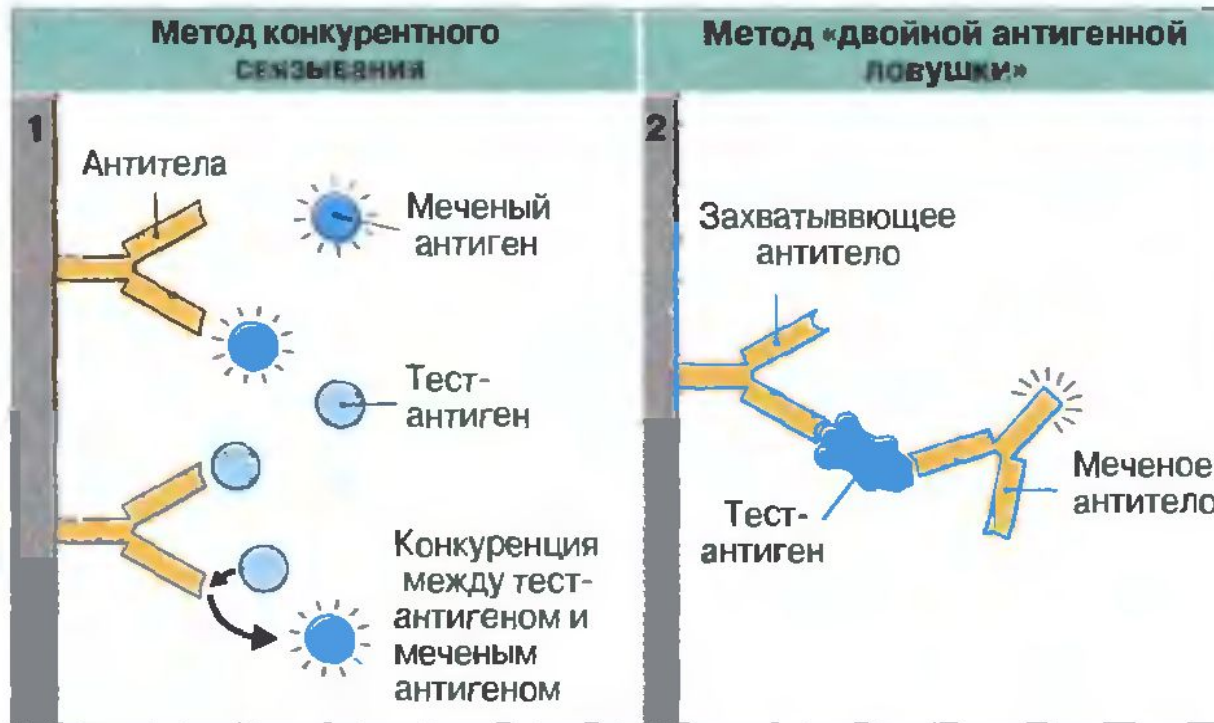 Метод конкурентного
связывания
Метод «двойной антигенной
ловушки»
1
Антитела
Меченый
антиген
Тест-
антиген
Конкуренция
между тест-
антигеном и
меченым
антигеном
2
Захватыввющее
антитело
Тест-
антиген
Меченое
антитело